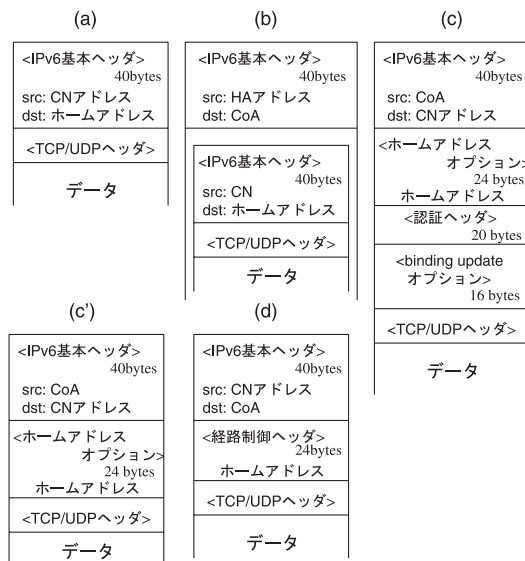 (a)
<IPv6基本ヘッダ>
40bytes
src: CNアドレス
dst: ホームアドレス
<TCP/UDPヘッダ>
データ
(b)
<IPv6基本ヘッダ>
40bytes
src: HAアドレス
dst: CoA
<IPv6基本ヘッダ>
40bytes
src: CN
dst: ホームアドレス
<TCP/UDPヘッダ>
データ
(c)
<IPv6基本ヘッダ>
40bytes
src: CoA
dst: CNアドレス
<ホームアドレス
オプション>
24 bytes
ホームアドレス
<認証ヘッダ>
20 bytes
<binding update
オプション>
16 bytes
<TCP/UDPヘッダ>
データ
(c')
<IPv6基本ヘッダ>
40bytes
src: CoA
dst: CNアドレス
<ホームアドレス
オプション>
24 bytes
ホームアドレス
<TCP/UDPヘッダ>
データ
(d)
<IPv6基本ヘッダ>
40bytes
src: CNアドレス
dst: CoA
<経路制御ヘッダ>
24bytes
ホームアドレス
<TCP/UDPヘッダ>
データ